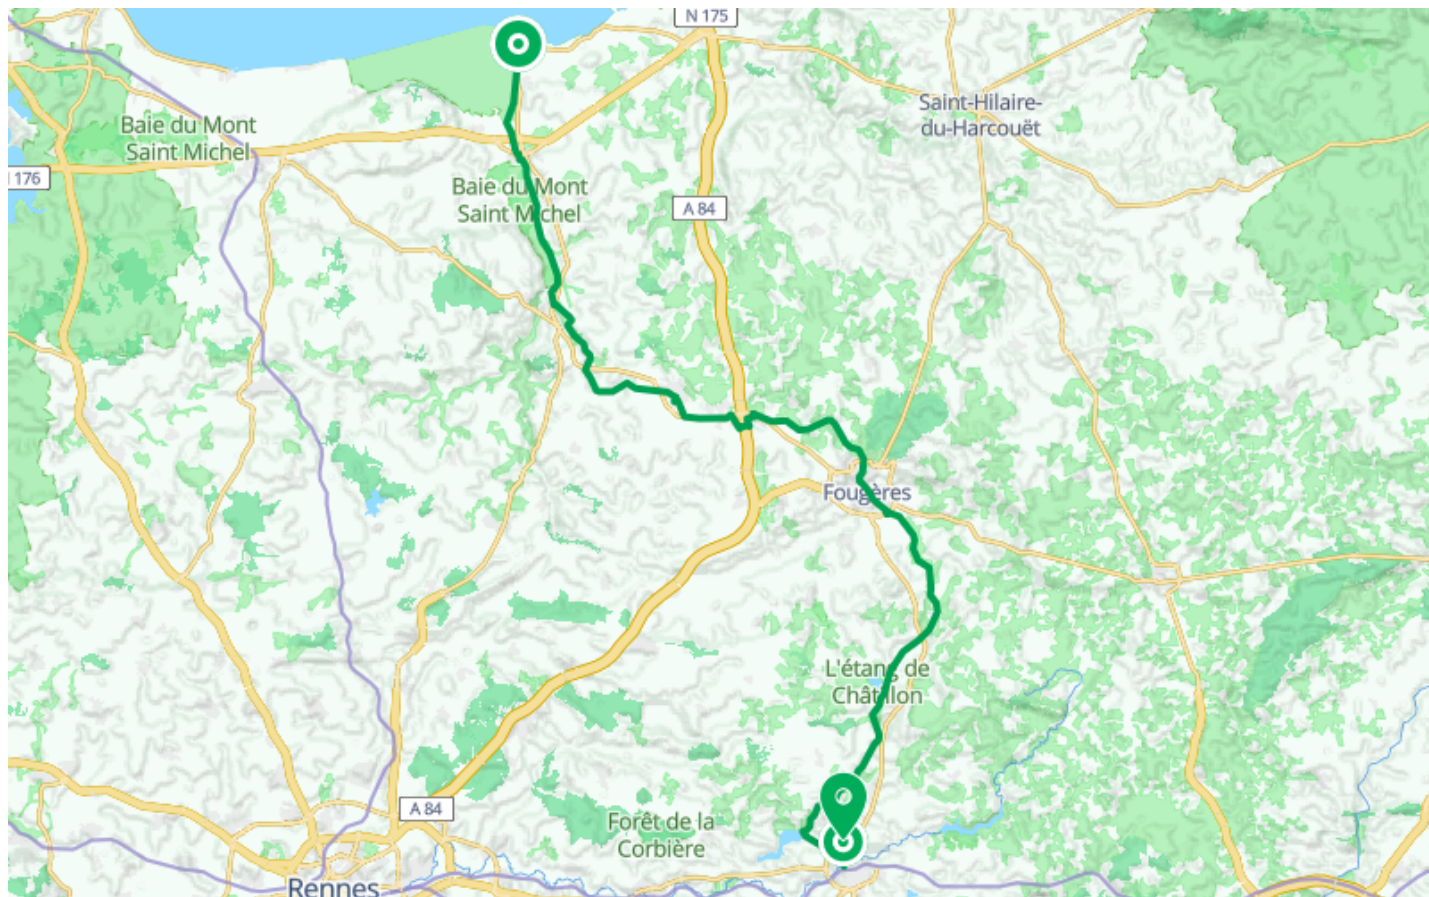 N 175
Saint-Hilaire-
du-Harcouët
Baie du Mont
Saint Michel
176
Baie du Mont
Saint Michel
A 84
Fougères
L'étang de
Châtillon
A 84
Forêt de la
Corbière
Rennes